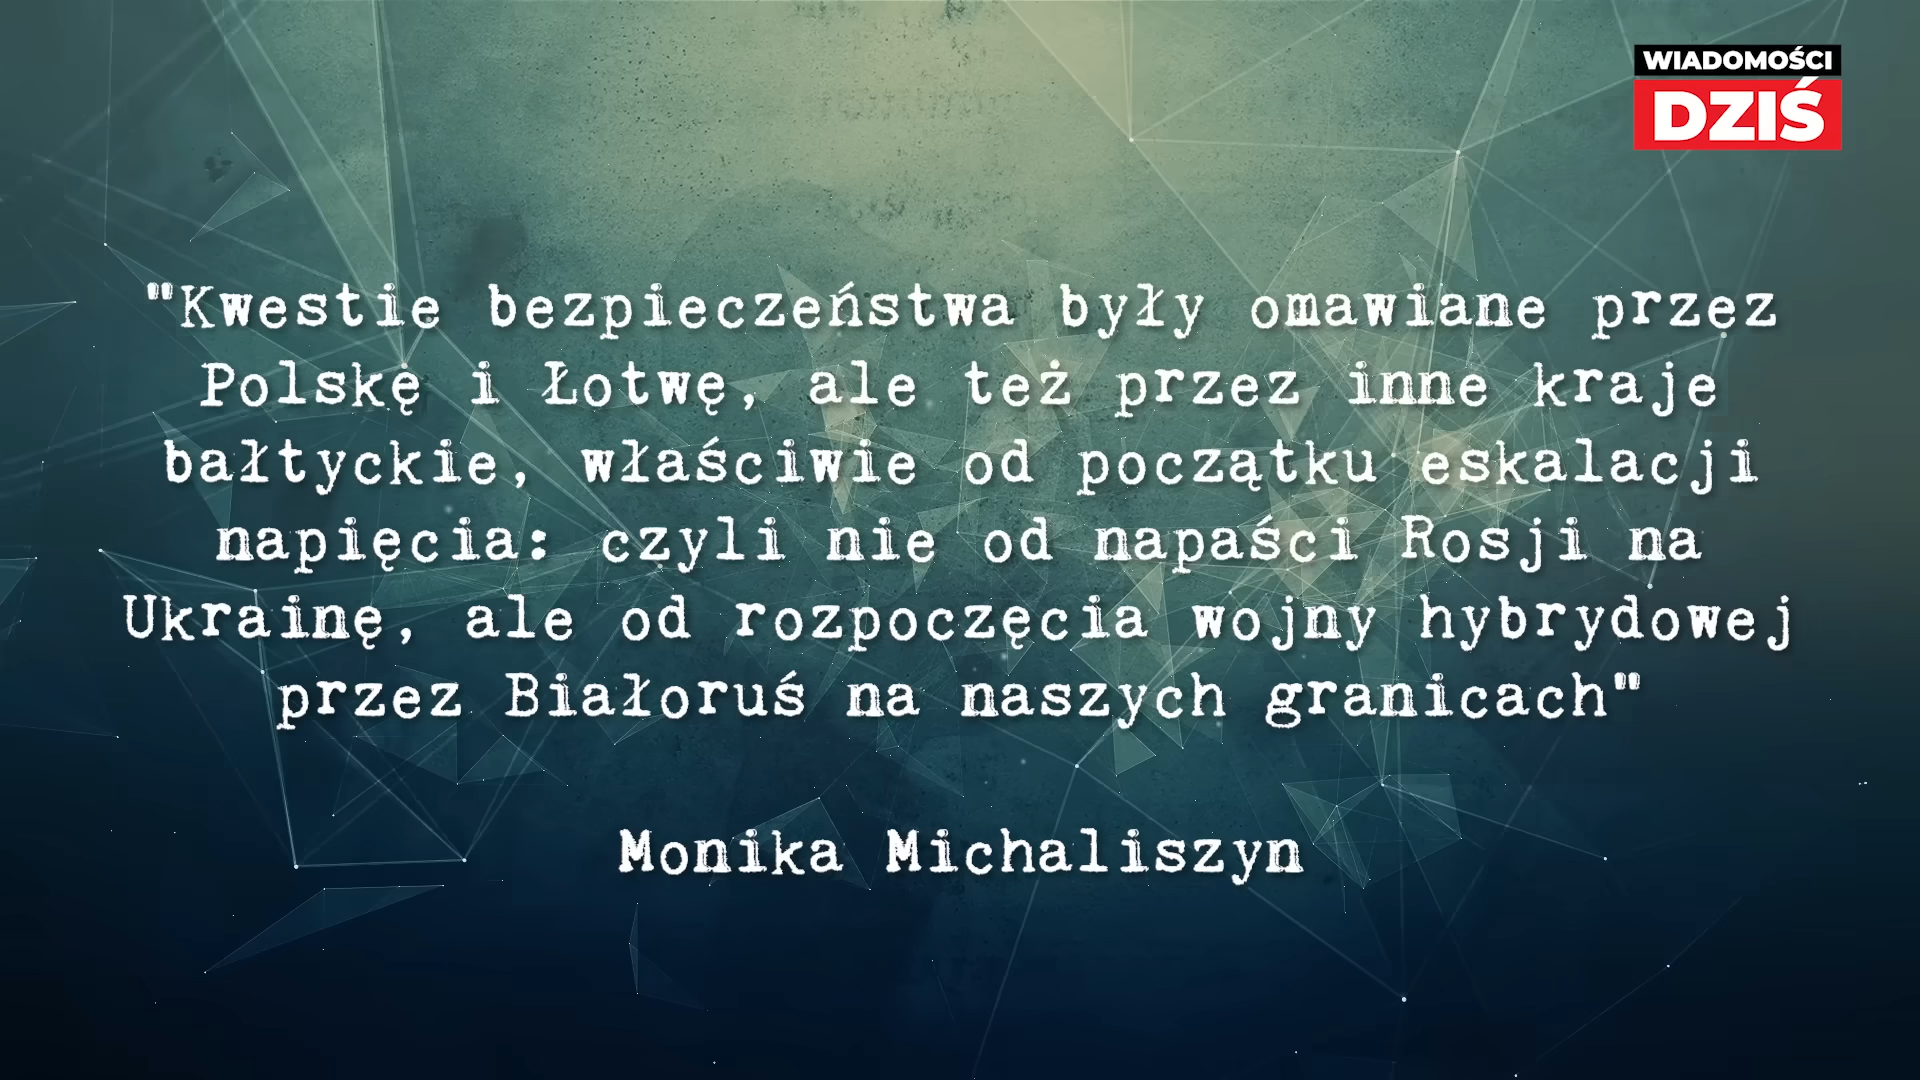 WIADOMOŚCI
DZIŚ
"Kwestie bezpieczeństwa były omawiane przez
Polskę i Łotwę, ale też przez inne kraje
bałtyckie, właściwie od początku eskalacji
napięcia: czyli nie od napaści Rosji na
Ukrainę, ale od rozpoczęcia wojny hybrydowej
przez Białoruś na naszych granicach"
Monika Michaliszyn